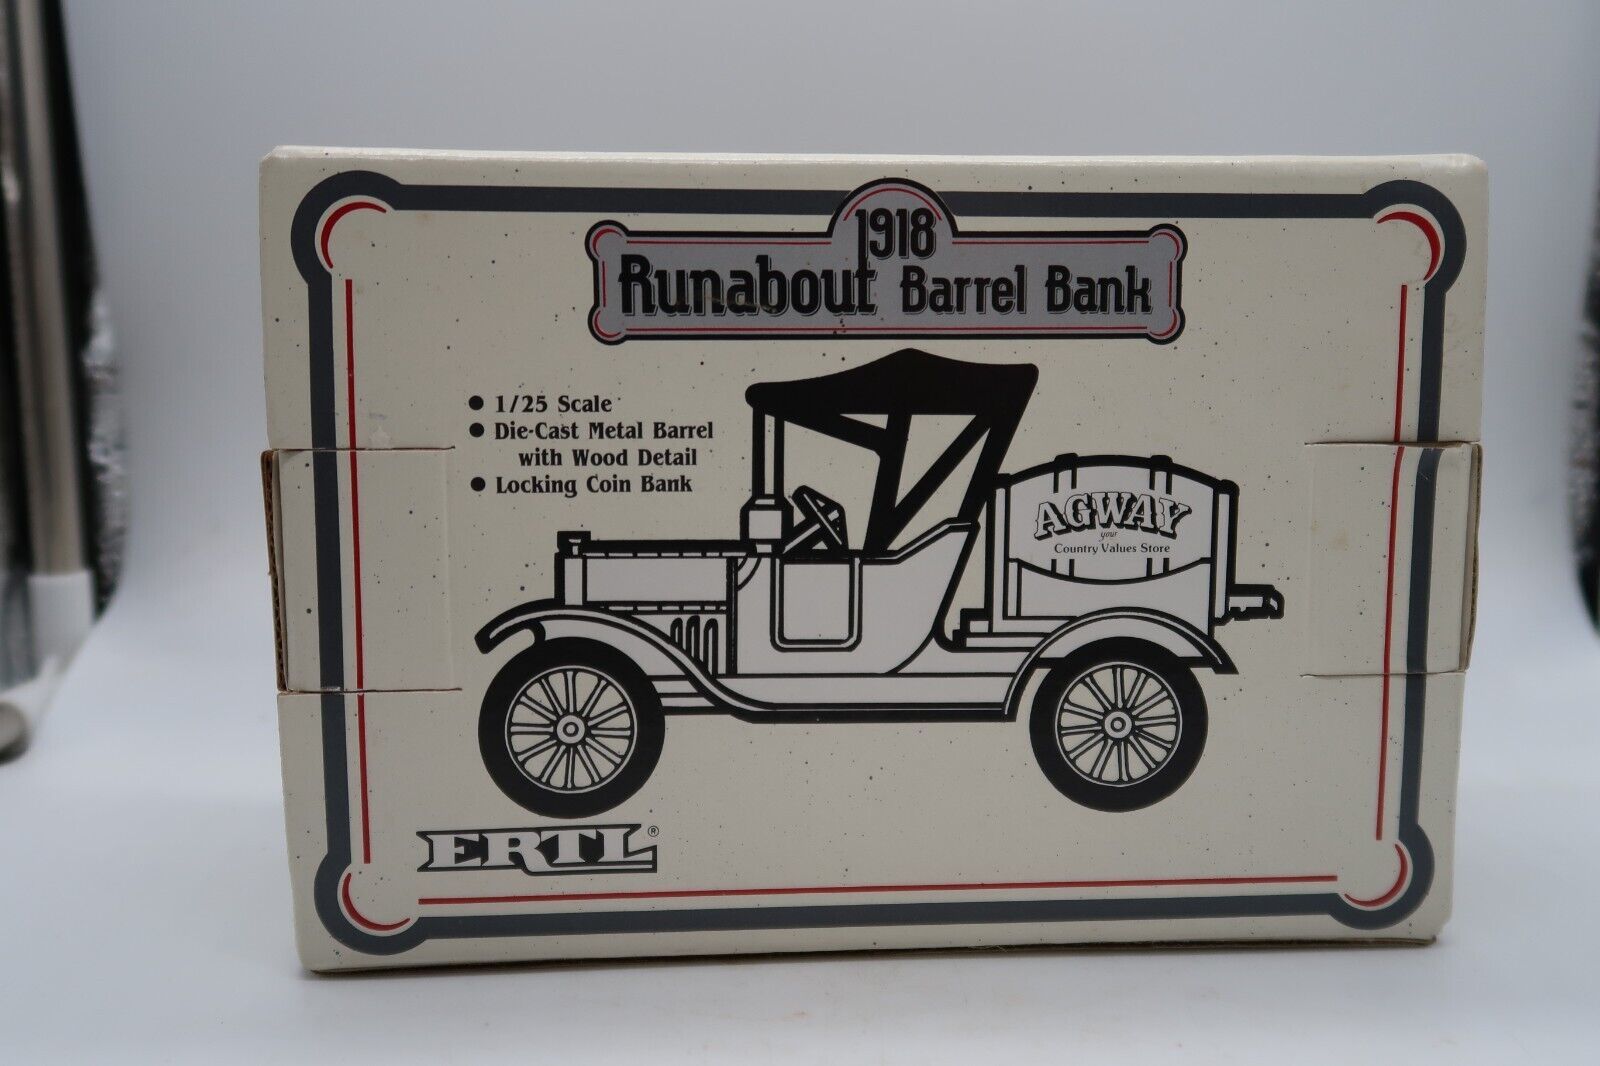 1918
Runabout Barrel Bank
● 1/25 Scale
● Die-Cast Metal Barrel
with Wood Detail
● Locking Coin Bank
AGWAY
your
Country Values Store
ERTL®